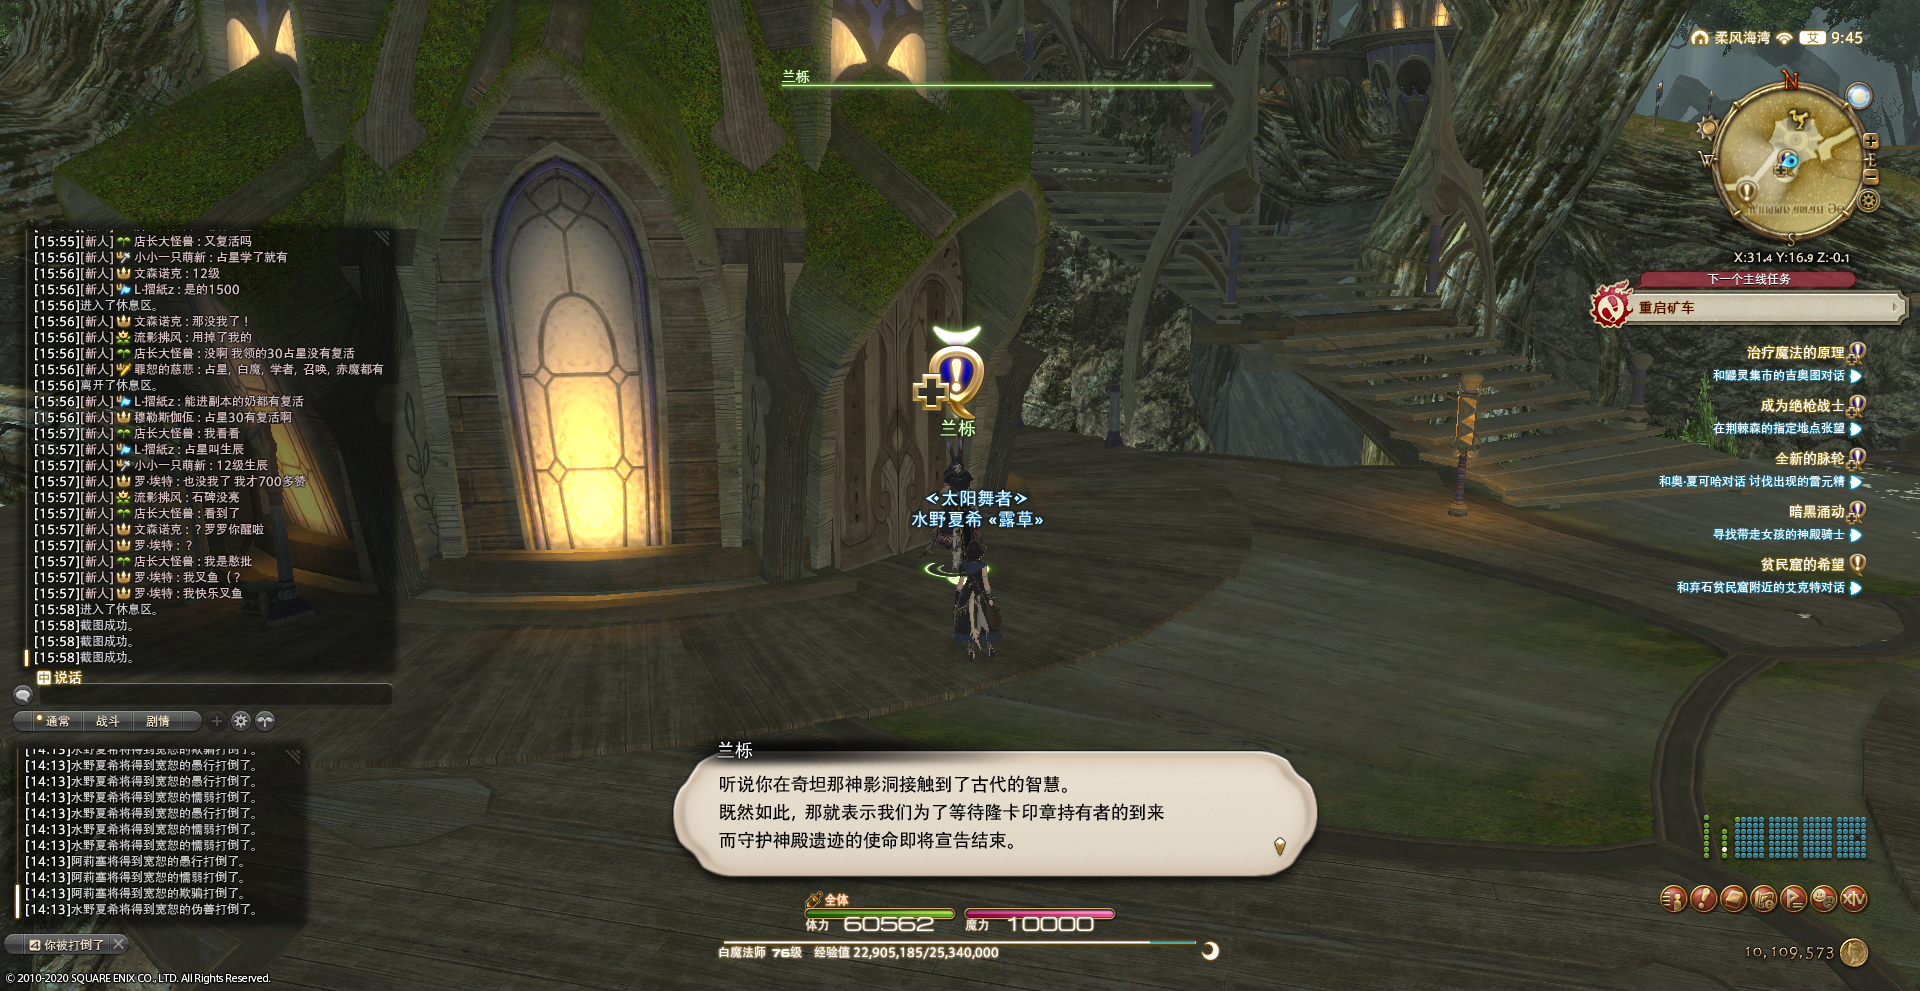 兰栎
柔风海湾 艾 9:45
N
W
E
S
X:31.4 Y:16.9 Z:-0.1
下一个主线任务
重启矿车
治疗魔法的原理
和鼹灵集市的吉奥图对话
成为绝枪战士
在荆棘森的指定地点张望
全新的脉轮
和奥·夏可哈对话 讨伐出现的雷元精
暗黑涌动
寻找带走女孩的神殿骑士
贫民窟的希望
和弃石贫民窟附近的艾克特对话
[15:55][新人]店长大怪兽 : 又复活吗
[15:56][新人]小小一只萌新 : 占星学了就有
[15:56][新人]文森诺克 : 12级
[15:56][新人]L-摺紙z : 是的1500
[15:56]进入了休息区。
[15:56][新人]文森诺克 : 那没我了！
[15:56][新人]流影拂风 : 用掉了我的
[15:56][新人]店长大怪兽 : 没啊 我领的30占星没有复活
[15:56][新人]罪恕的慈悲 : 占星, 白魔, 学者, 召唤, 赤魔都有
[15:56]离开了休息区。
[15:56][新人]L-摺紙z : 能进副本的奶都有复活
[15:56][新人]穆勒斯伽佤 : 占星30有复活啊
[15:57][新人]店长大怪兽 : 我看看
[15:57][新人]L-摺紙z : 占星叫生辰
[15:57][新人]小小一只萌新 : 12级生辰
[15:57][新人]罗·埃特 : 也没我了 我才700多赞
[15:57][新人]流影拂风 : 石碑没亮
[15:57][新人]店长大怪兽 : 看到了
[15:57][新人]文森诺克 : ？罗罗你醒啦
[15:57][新人]罗·埃特 : ？
[15:57][新人]店长大怪兽 : 我是憨批
[15:57][新人]罗·埃特 : 我叉鱼（？
[15:57][新人]罗·埃特 : 我快乐叉鱼
[15:58]进入了休息区。
[15:58]截图成功。
[15:58]截图成功。
[15:58]截图成功。
中 说话
通常 战斗 剧情
兰栎
«太阳舞者»
水野夏希 «露草»
[14:13]水野夏希将得到宽恕的欺骗打倒了。
[14:13]水野夏希将得到宽恕的愚行打倒了。
[14:13]水野夏希将得到宽恕的愚行打倒了。
[14:13]水野夏希将得到宽恕的懦弱打倒了。
[14:13]水野夏希将得到宽恕的愚行打倒了。
[14:13]水野夏希将得到宽恕的懦弱打倒了。
[14:13]水野夏希将得到宽恕的懦弱打倒了。
[14:13]阿莉塞将得到宽恕的愚行打倒了。
[14:13]阿莉塞将得到宽恕的懦弱打倒了。
[14:13]阿莉塞将得到宽恕的欺骗打倒了。
[14:13]水野夏希将得到宽恕的伪善打倒了。
4 你被打倒了
© 2010-2020 SQUARE ENIX CO., LTD. All Rights Reserved.
兰栎
听说你在奇坦那神影洞接触到了古代的智慧。
既然如此, 那就表示我们为了等待隆卡印章持有者的到来
而守护神殿遗迹的使命即将宣告结束。
全体
体力 60562 魔力 10000
白魔法师 76级 经验值 22,905,185/25,340,000
XIV
10,109,573